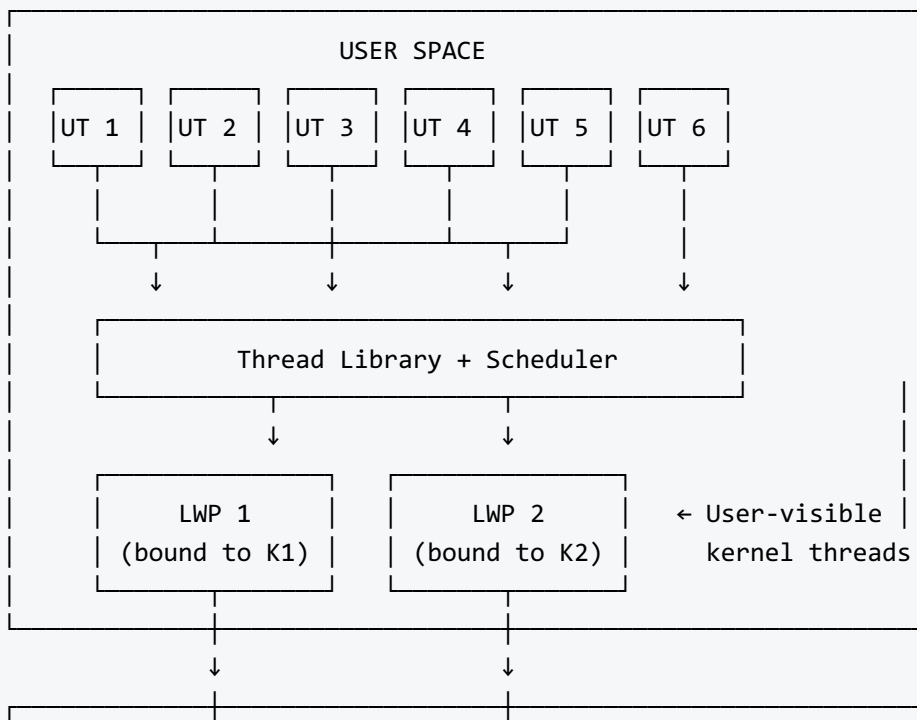 USER SPACE
UT 1 UT 2 UT 3 UT 4 UT 5 UT 6
↓ ↓ ↓ ↓
Thread Library + Scheduler
↓ ↓
LWP 1 LWP 2 ← User-visible
(bound to K1) (bound to K2) kernel threads
↓ ↓